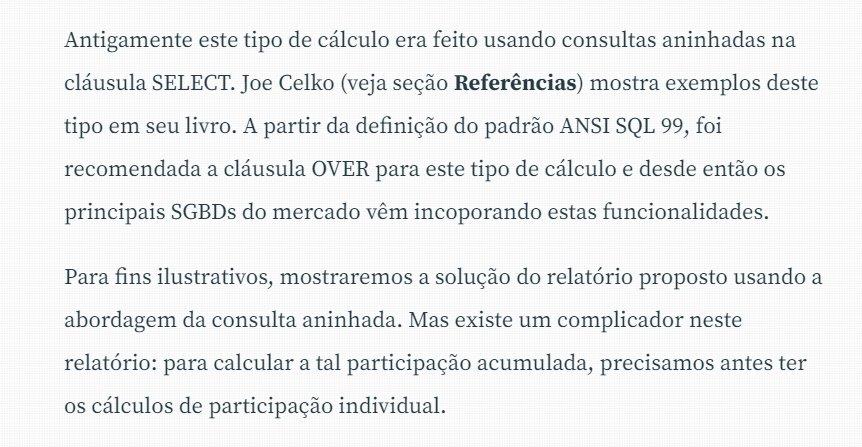 Antigamente este tipo de cálculo era feito usando consultas aninhadas na
cláusula SELECT. Joe Celko (veja seção Referências) mostra exemplos deste
tipo em seu livro. A partir da definição do padrão ANSI SQL 99, foi
recomendada a cláusula OVER para este tipo de cálculo e desde então os
principais SGBDs do mercado vêm incoporando estas funcionalidades.
Para fins ilustrativos, mostraremos a solução do relatório proposto usando a
abordagem da consulta aninhada. Mas existe um complicador neste
relatório: para calcular a tal participação acumulada, precisamos antes ter
os cálculos de participação individual.